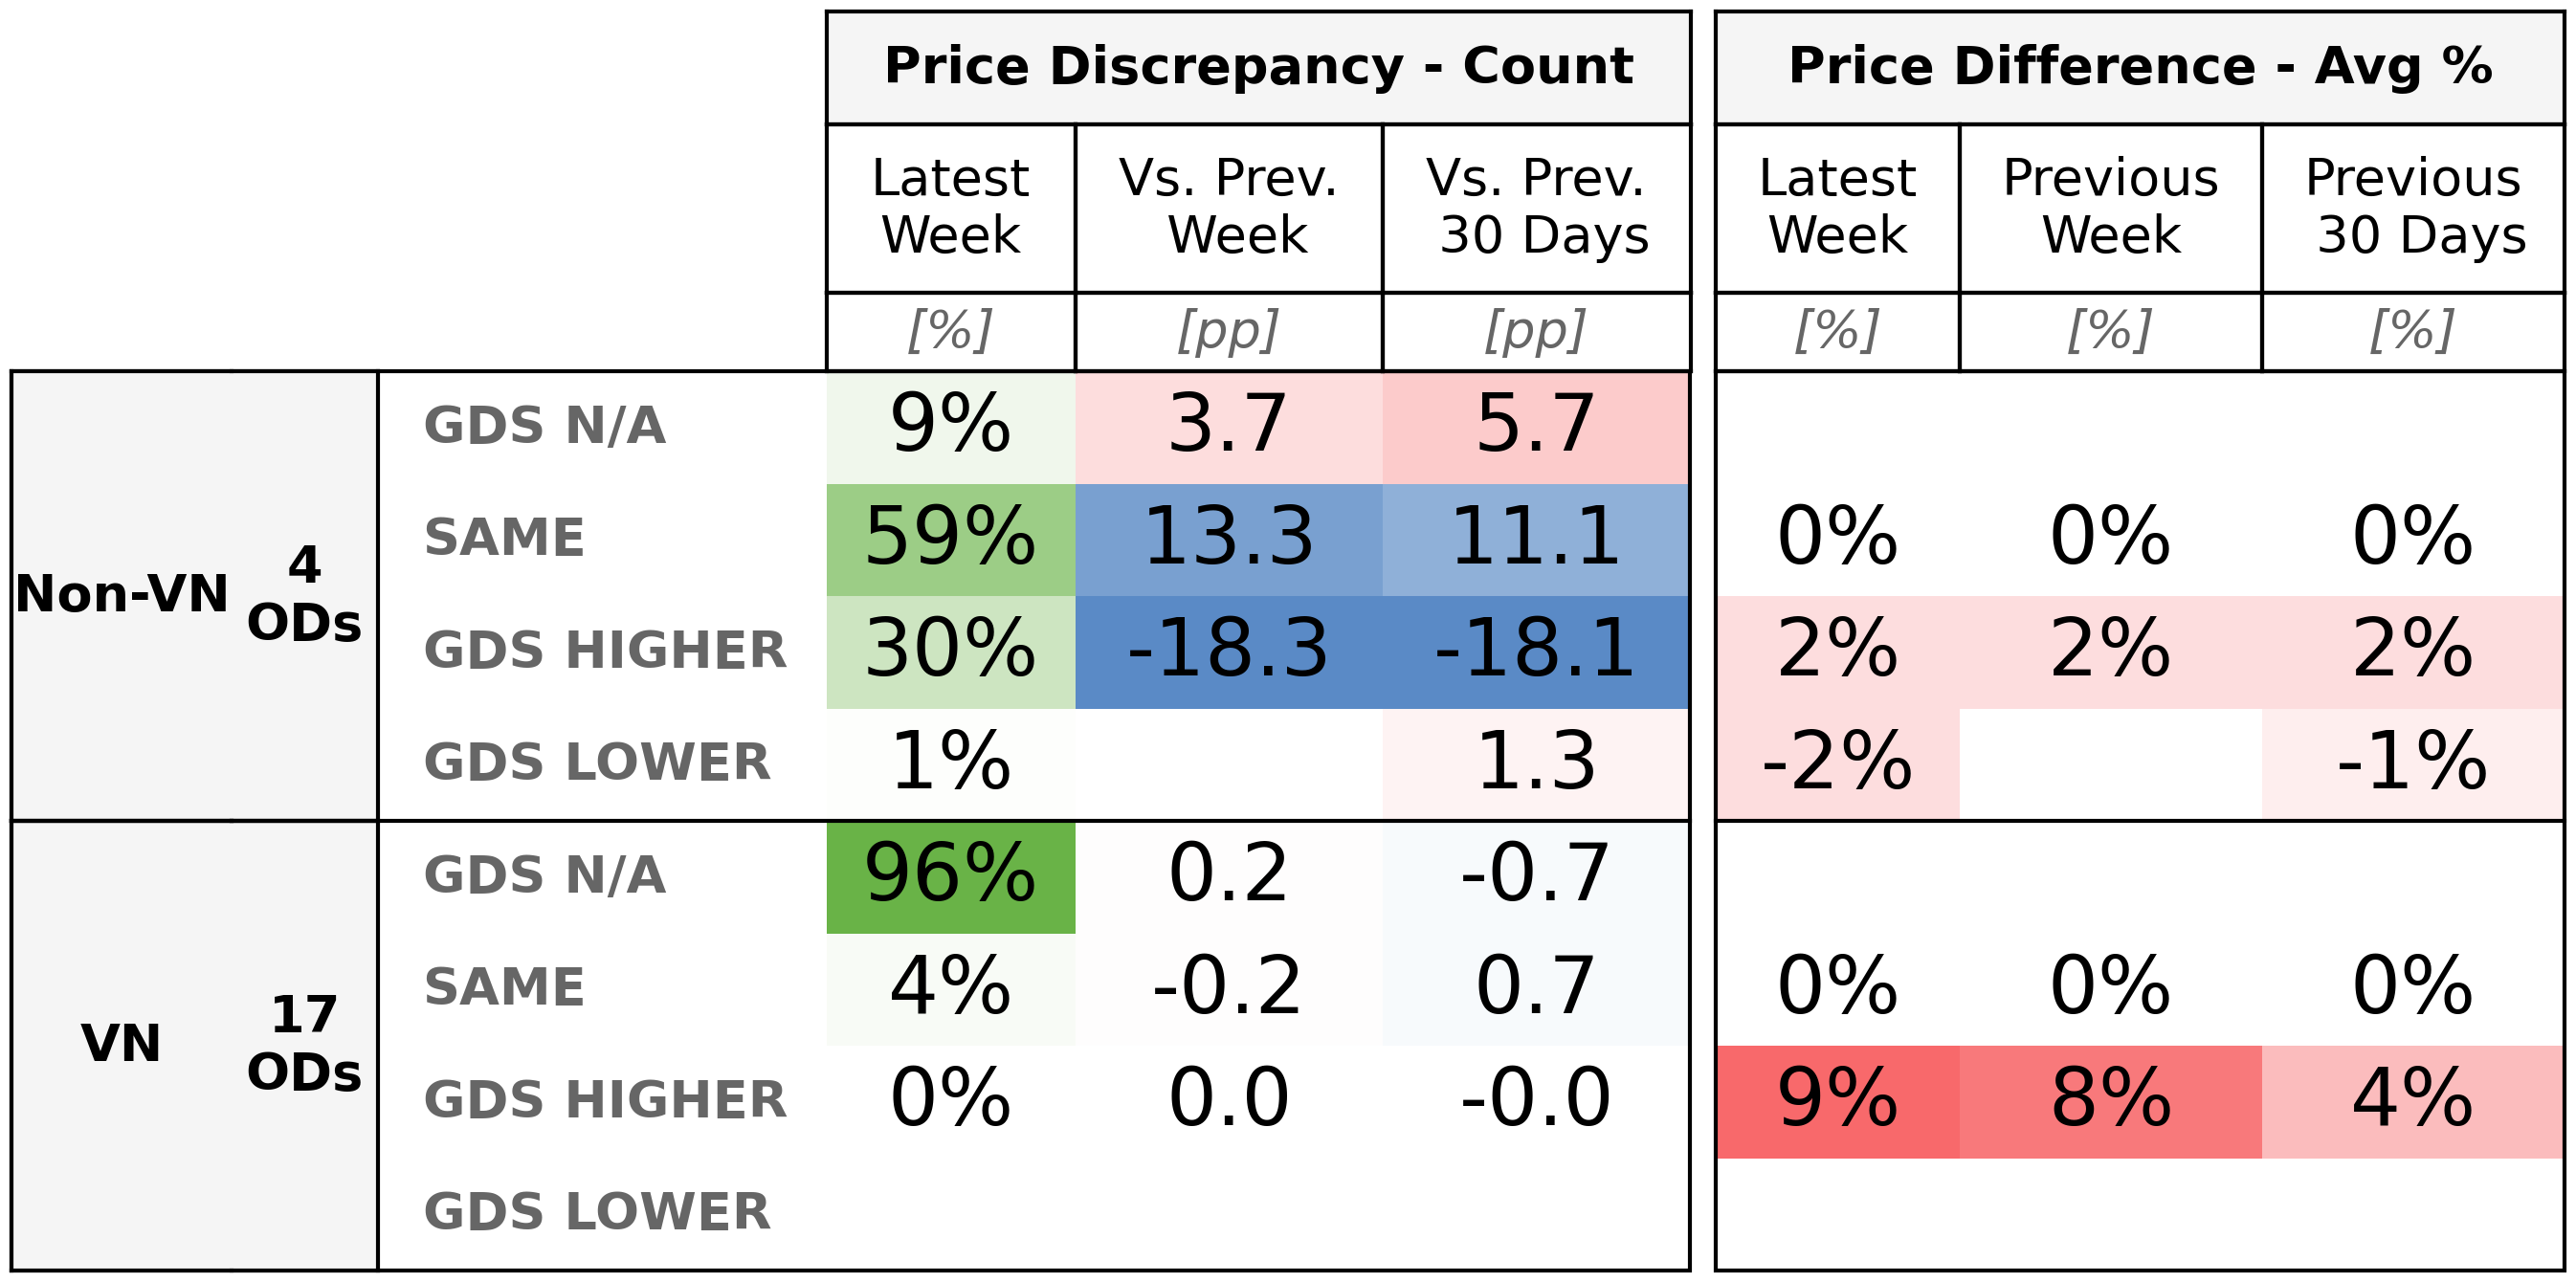 Price Discrepancy - Count Price Difference - Avg %
Latest Week Vs. Prev. Week Vs. Prev. 30 Days Latest Week Previous Week Previous 30 Days
[%] [pp] [pp] [%] [%] [%]
Non-VN 4 ODs
GDS N/A 9% 3.7 5.7
SAME 59% 13.3 11.1 0% 0% 0%
GDS HIGHER 30% -18.3 -18.1 2% 2% 2%
GDS LOWER 1% 1.3 -2% -1%
VN 17 ODs
GDS N/A 96% 0.2 -0.7
SAME 4% -0.2 0.7 0% 0% 0%
GDS HIGHER 0% 0.0 -0.0 9% 8% 4%
GDS LOWER